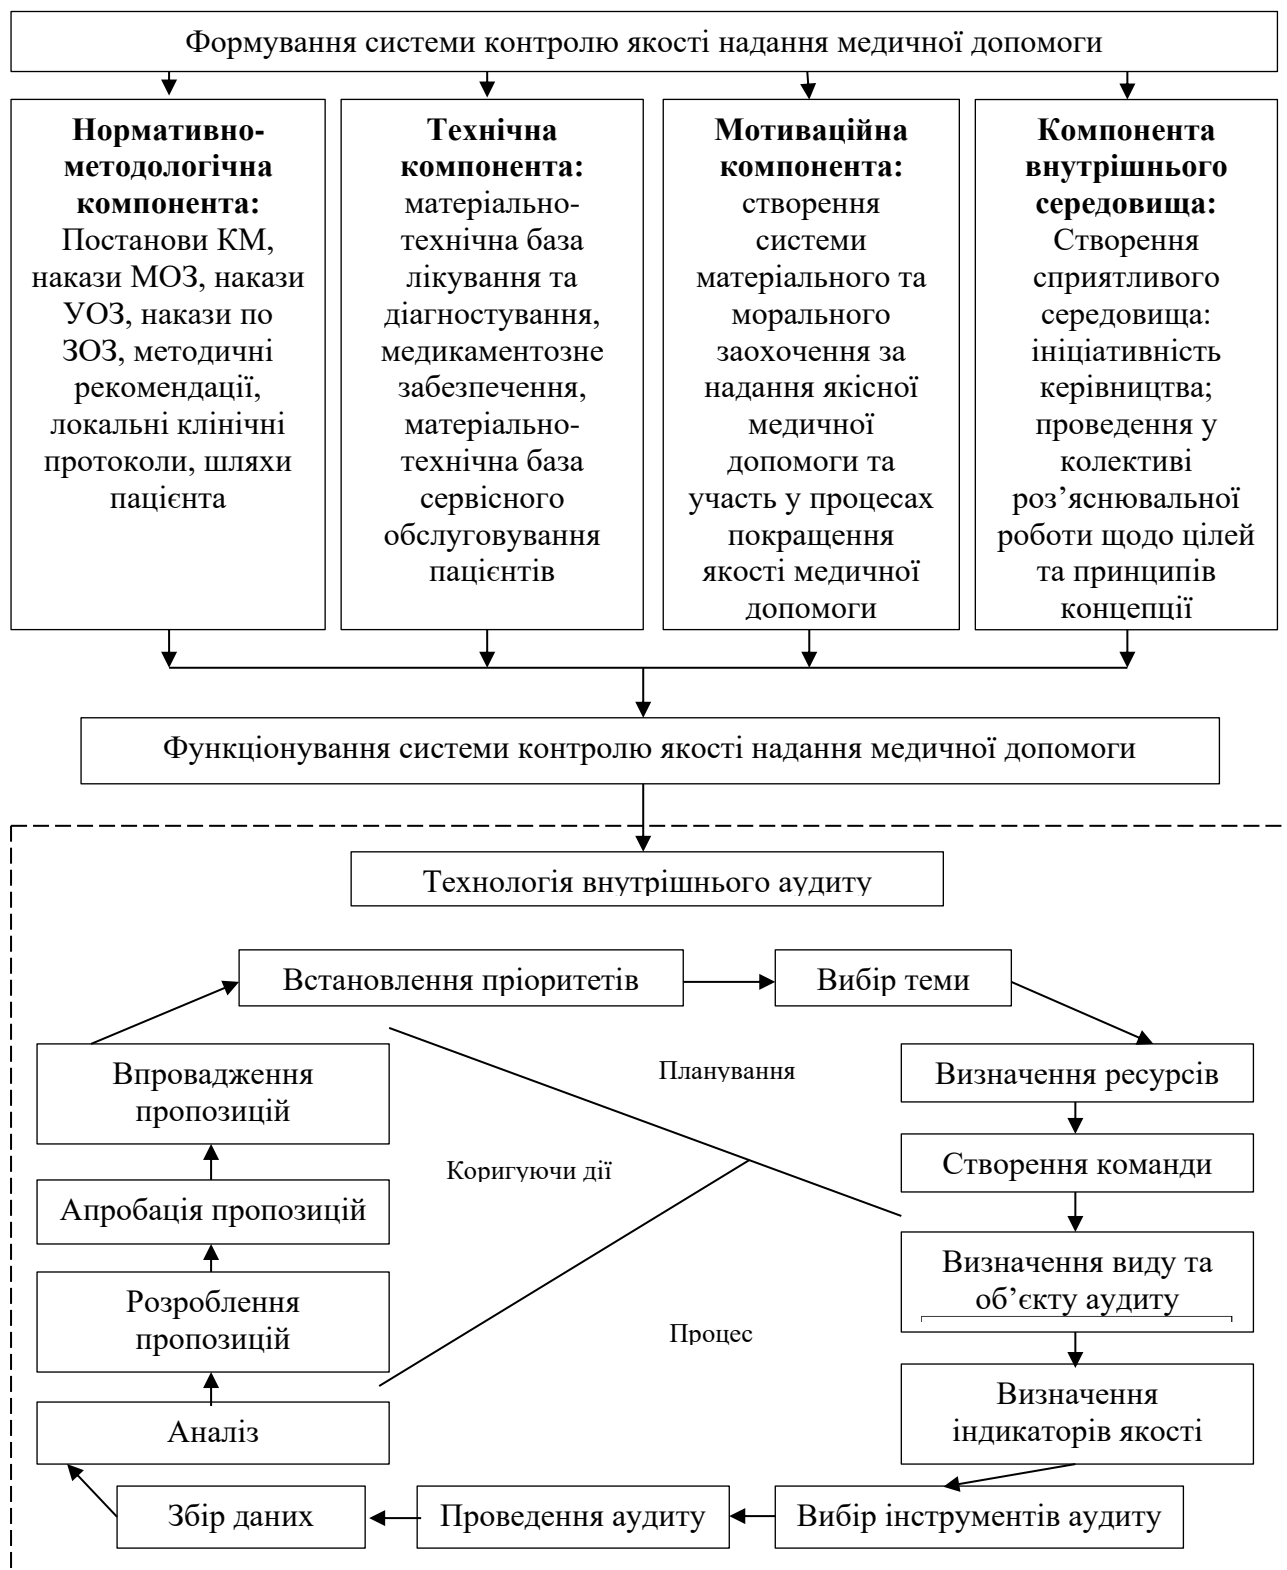 Формування системи контролю якості надання медичної допомоги
Нормативно-
методологічна
компонента:
Постанови КМ,
накази МОЗ, накази
УОЗ, накази по
ЗОЗ, методичні
рекомендації,
локальні клінічні
протоколи, шляхи
пацієнта
Технічна
компонента:
матеріально-
технічна база
лікування та
діагностування,
медикаментозне
забезпечення,
матеріально-
технічна база
сервісного
обслуговування
пацієнтів
Мотиваційна
компонента:
створення
системи
матеріального та
морального
заохочення за
надання якісної
медичної
допомоги та
участь у процесах
покращення
якості медичної
допомоги
Компонента
внутрішнього
середовища:
Створення
сприятливого
середовища:
ініціативність
керівництва;
проведення у
колективі
роз’яснювальної
роботи щодо цілей
та принципів
концепції
Функціонування системи контролю якості надання медичної допомоги
Технологія внутрішнього аудиту
Встановлення пріоритетів
Вибір теми
Визначення ресурсів
Створення команди
Визначення виду та
об’єкту аудиту
Визначення
індикаторів якості
Вибір інструментів аудиту
Проведення аудиту
Збір даних
Аналіз
Розроблення
пропозицій
Апробація пропозицій
Впровадження
пропозицій
Планування
Коригуючи дії
Процес